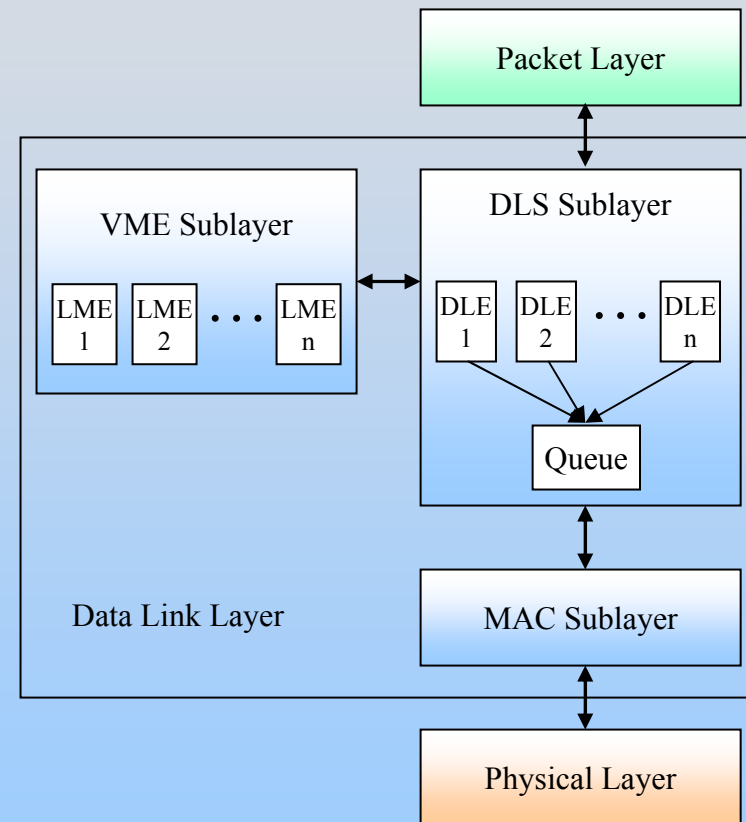 Packet Layer
VME Sublayer
LME
1
LME
2
. . .
LME
n
DLS Sublayer
DLE
1
DLE
2
. . .
DLE
n
Queue
Data Link Layer
MAC Sublayer
Physical Layer